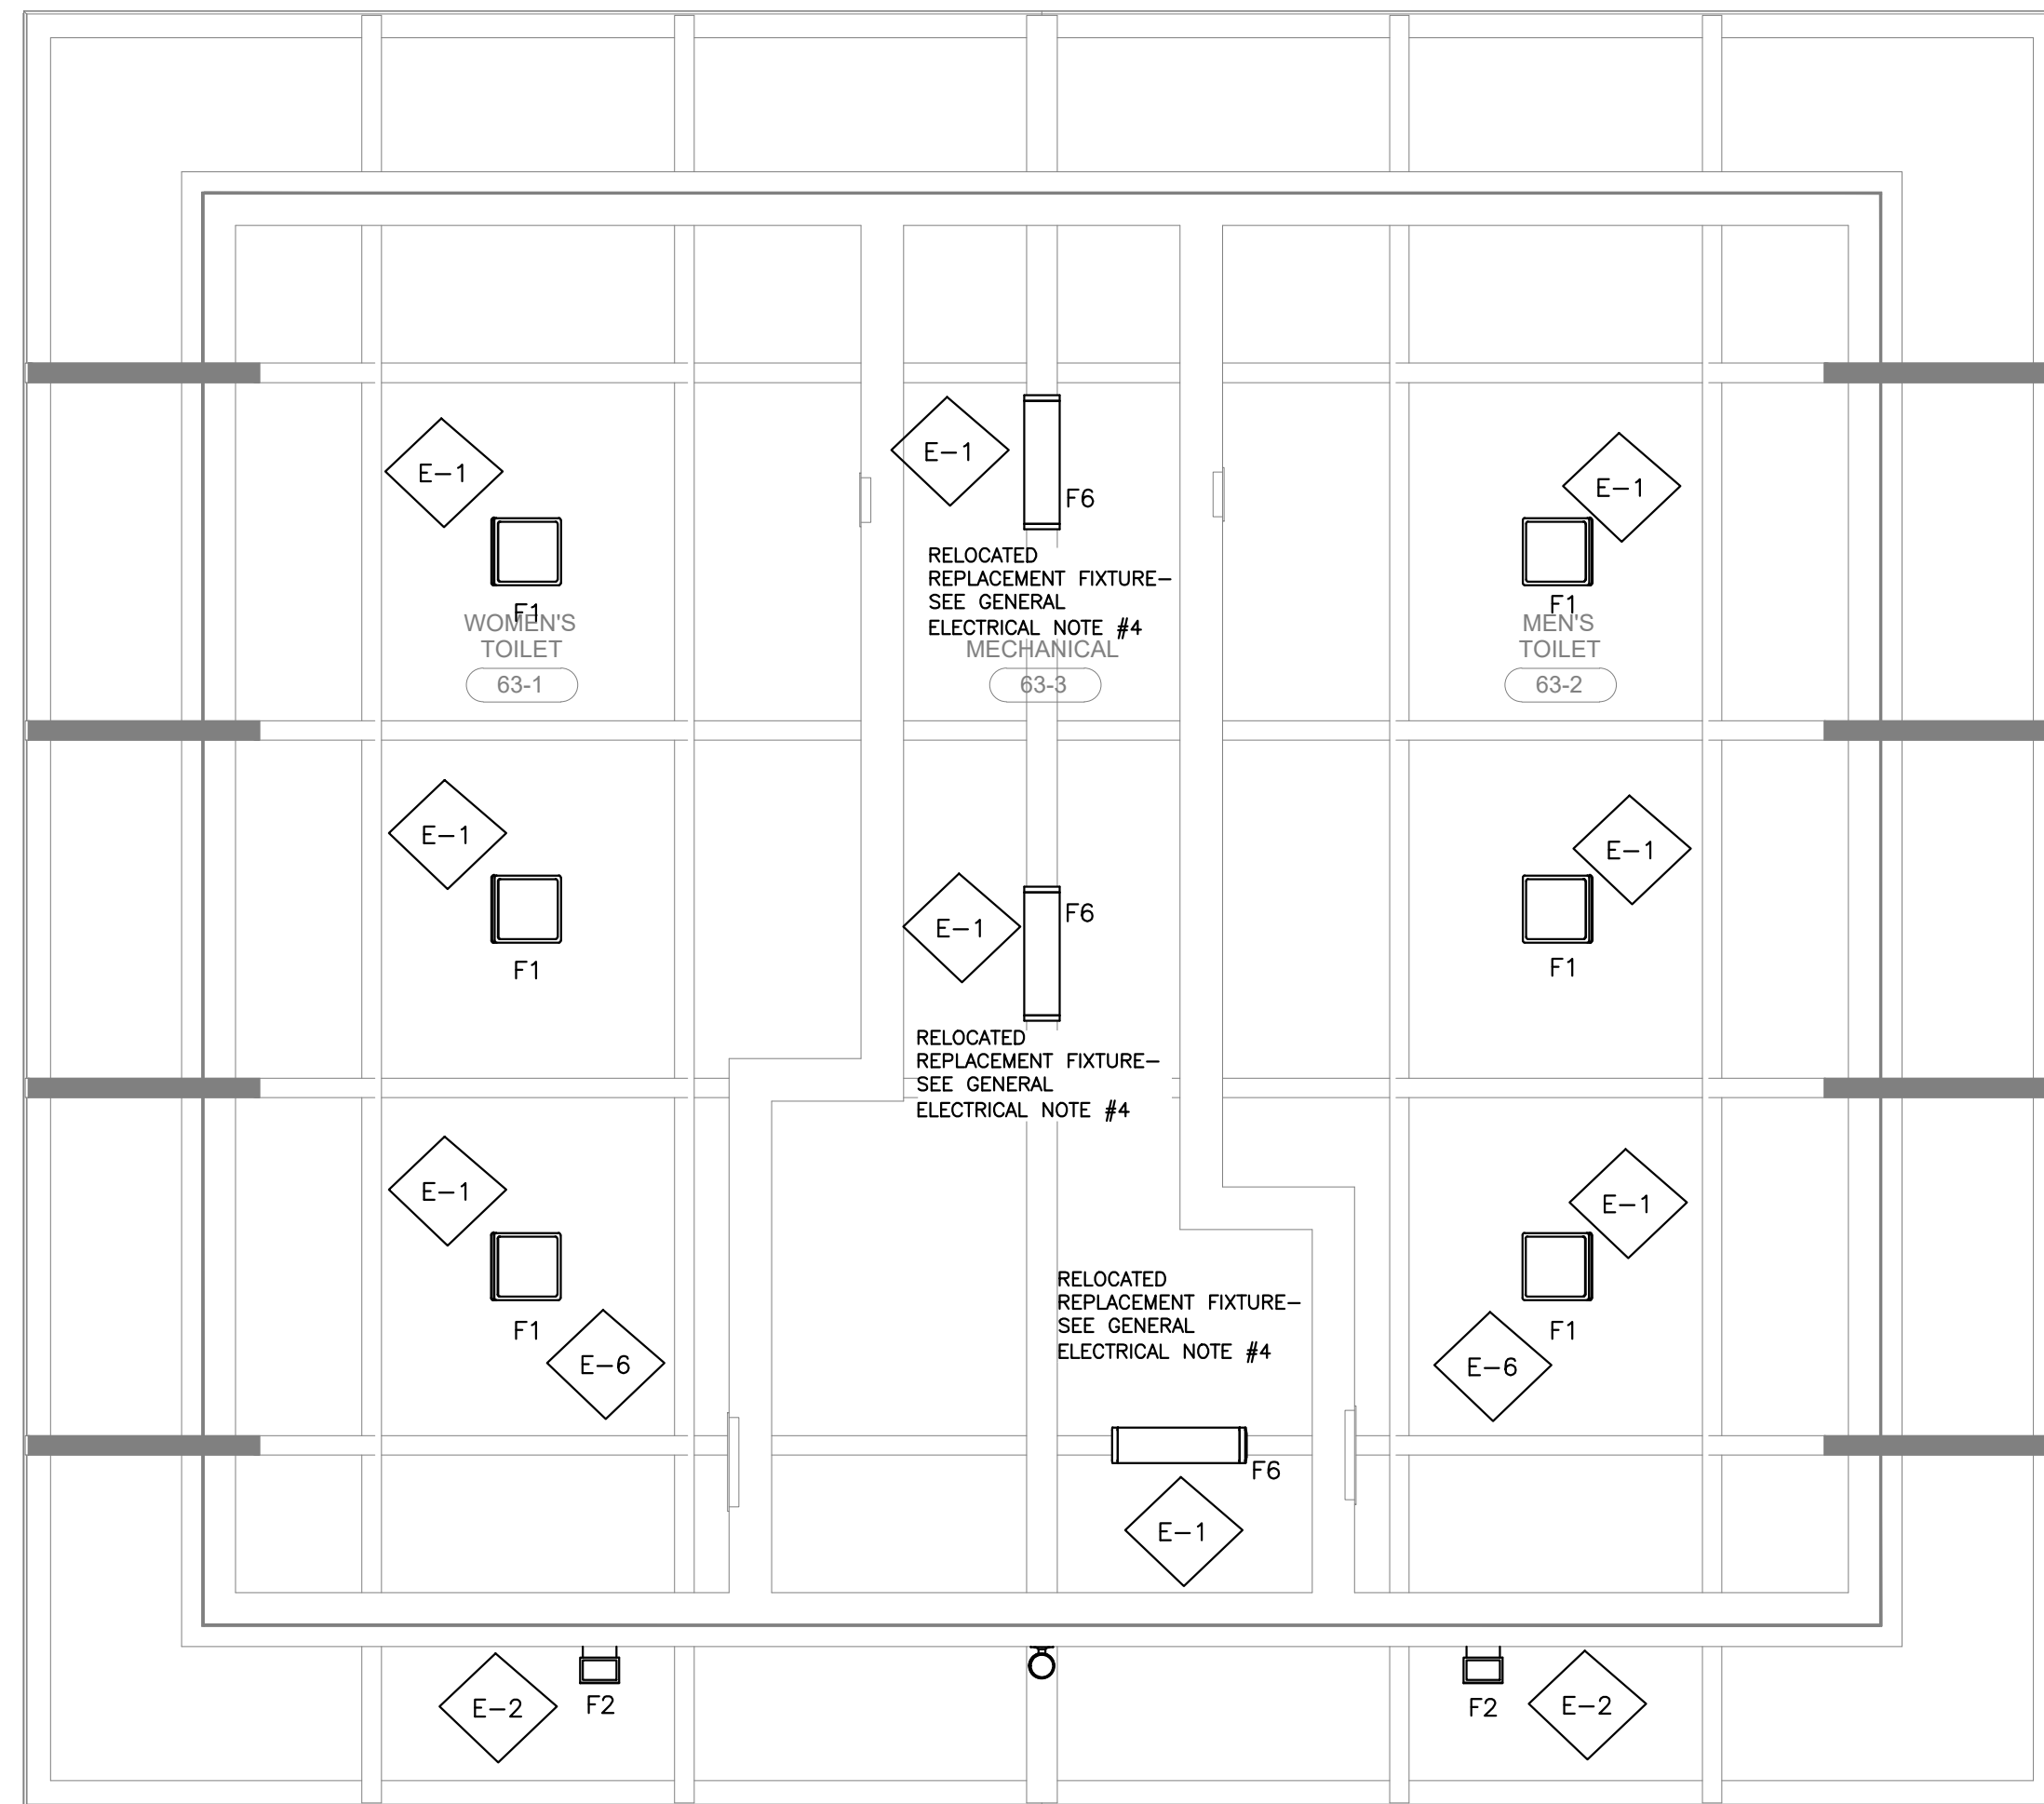 E-1
E-1
E-1
F6
F1
F1
RELOCATED
REPLACEMENT FIXTURE-
SEE GENERAL
ELECTRICAL NOTE #4
WOMEN'S
TOILET
63-1
MECHANICAL
63-3
MEN'S
TOILET
63-2
E-1
E-1
E-1
F6
F1
F1
RELOCATED
REPLACEMENT FIXTURE-
SEE GENERAL
ELECTRICAL NOTE #4
E-1
E-1
RELOCATED
REPLACEMENT FIXTURE-
SEE GENERAL
ELECTRICAL NOTE #4
F1
F1
E-6
E-6
F6
E-1
E-2
F2
F2
E-2